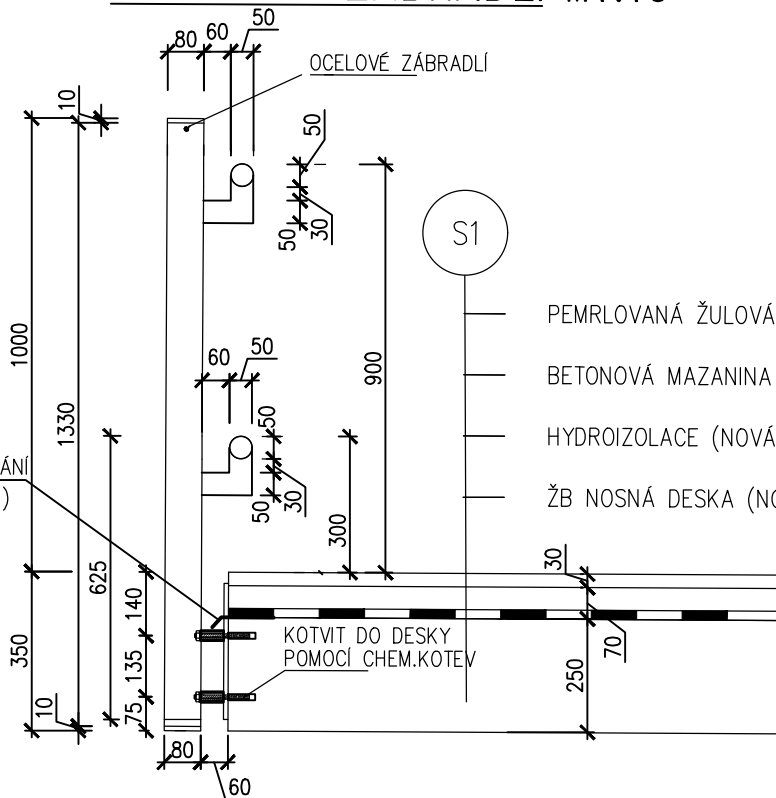 50
80 60
OCELOVÉ ZÁBRADLÍ
10
50
50
30
S1
PEMRLOVANÁ ŽULOVÁ
1000
60 50
900
BETONOVÁ MAZANINA
1330
50
HYDROIZOLACE (NOVÁ
ÁNÍ
)
50
30
300
ŽB NOSNÁ DESKA (NO
625
30
140
KOTVIT DO DESKY
POMOCÍ CHEM.KOTEV
70
350
135
250
10
75
80
60